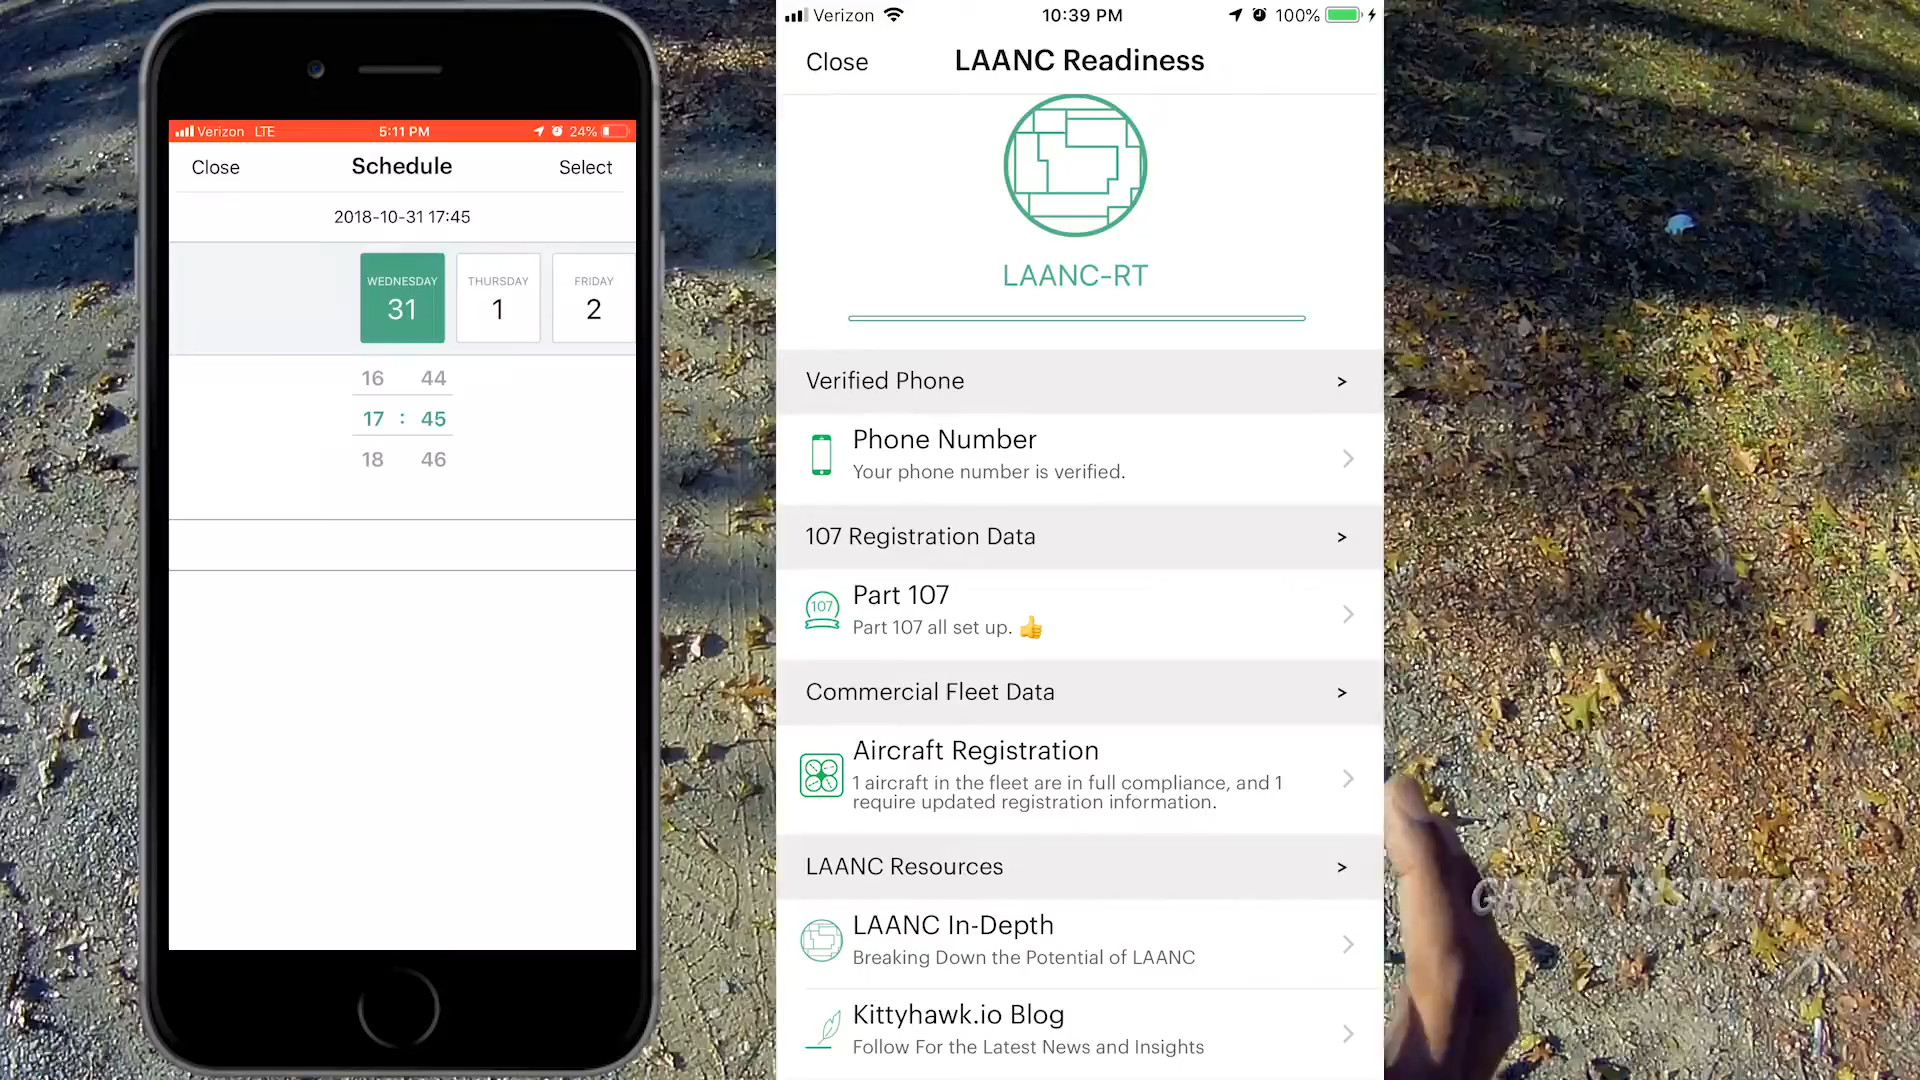 Verizon LTE 5:11 PM 24%
Close Schedule Select
2018-10-31 17:45
WEDNESDAY THURSDAY FRIDAY
31 1 2
16 44
17 : 45
18 46
Verizon 10:39 PM 100%
Close LAANC Readiness
LAANC-RT
Verified Phone >
Phone Number
Your phone number is verified.
107 Registration Data >
107
Part 107
Part 107 all set up. 👍
Commercial Fleet Data >
Aircraft Registration
1 aircraft in the fleet are in full compliance, and 1
require updated registration information.
LAANC Resources >
LAANC In-Depth
Breaking Down the Potential of LAANC
Kittyhawk.io Blog
Follow For the Latest News and Insights
GADGET INSPECTOR